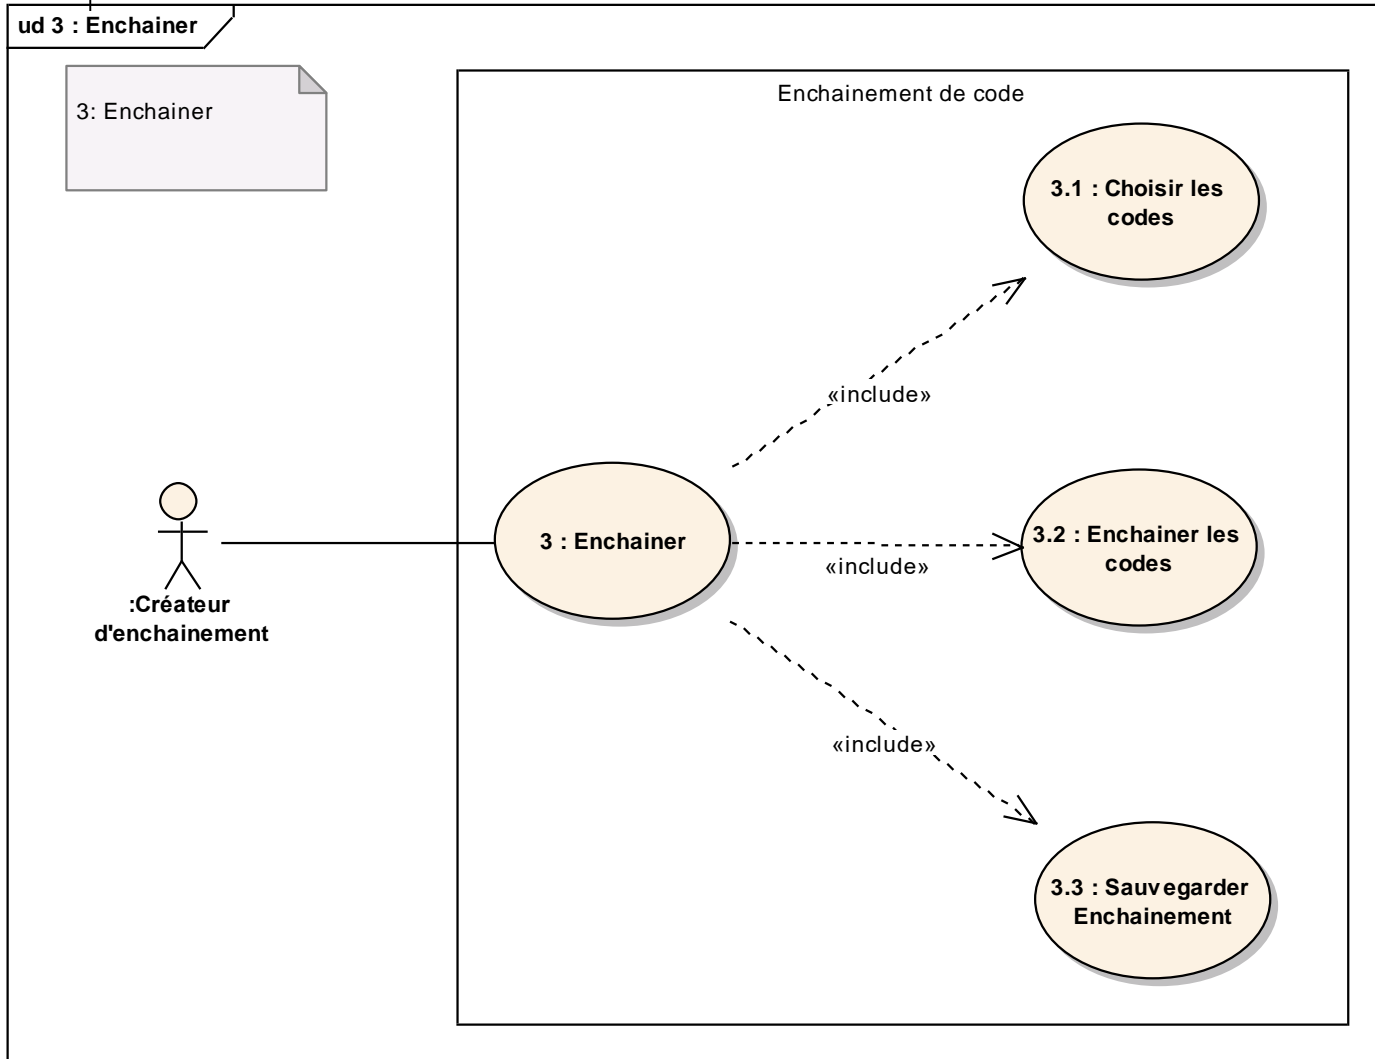 ud 3 : Enchainer
3: Enchainer
Enchainement de code
3.1 : Choisir les
codes
«include»
3 : Enchainer
«include»
3.2 : Enchainer les
codes
:Créateur
d'enchainement
«include»
3.3 : Sauvegarder
Enchainement